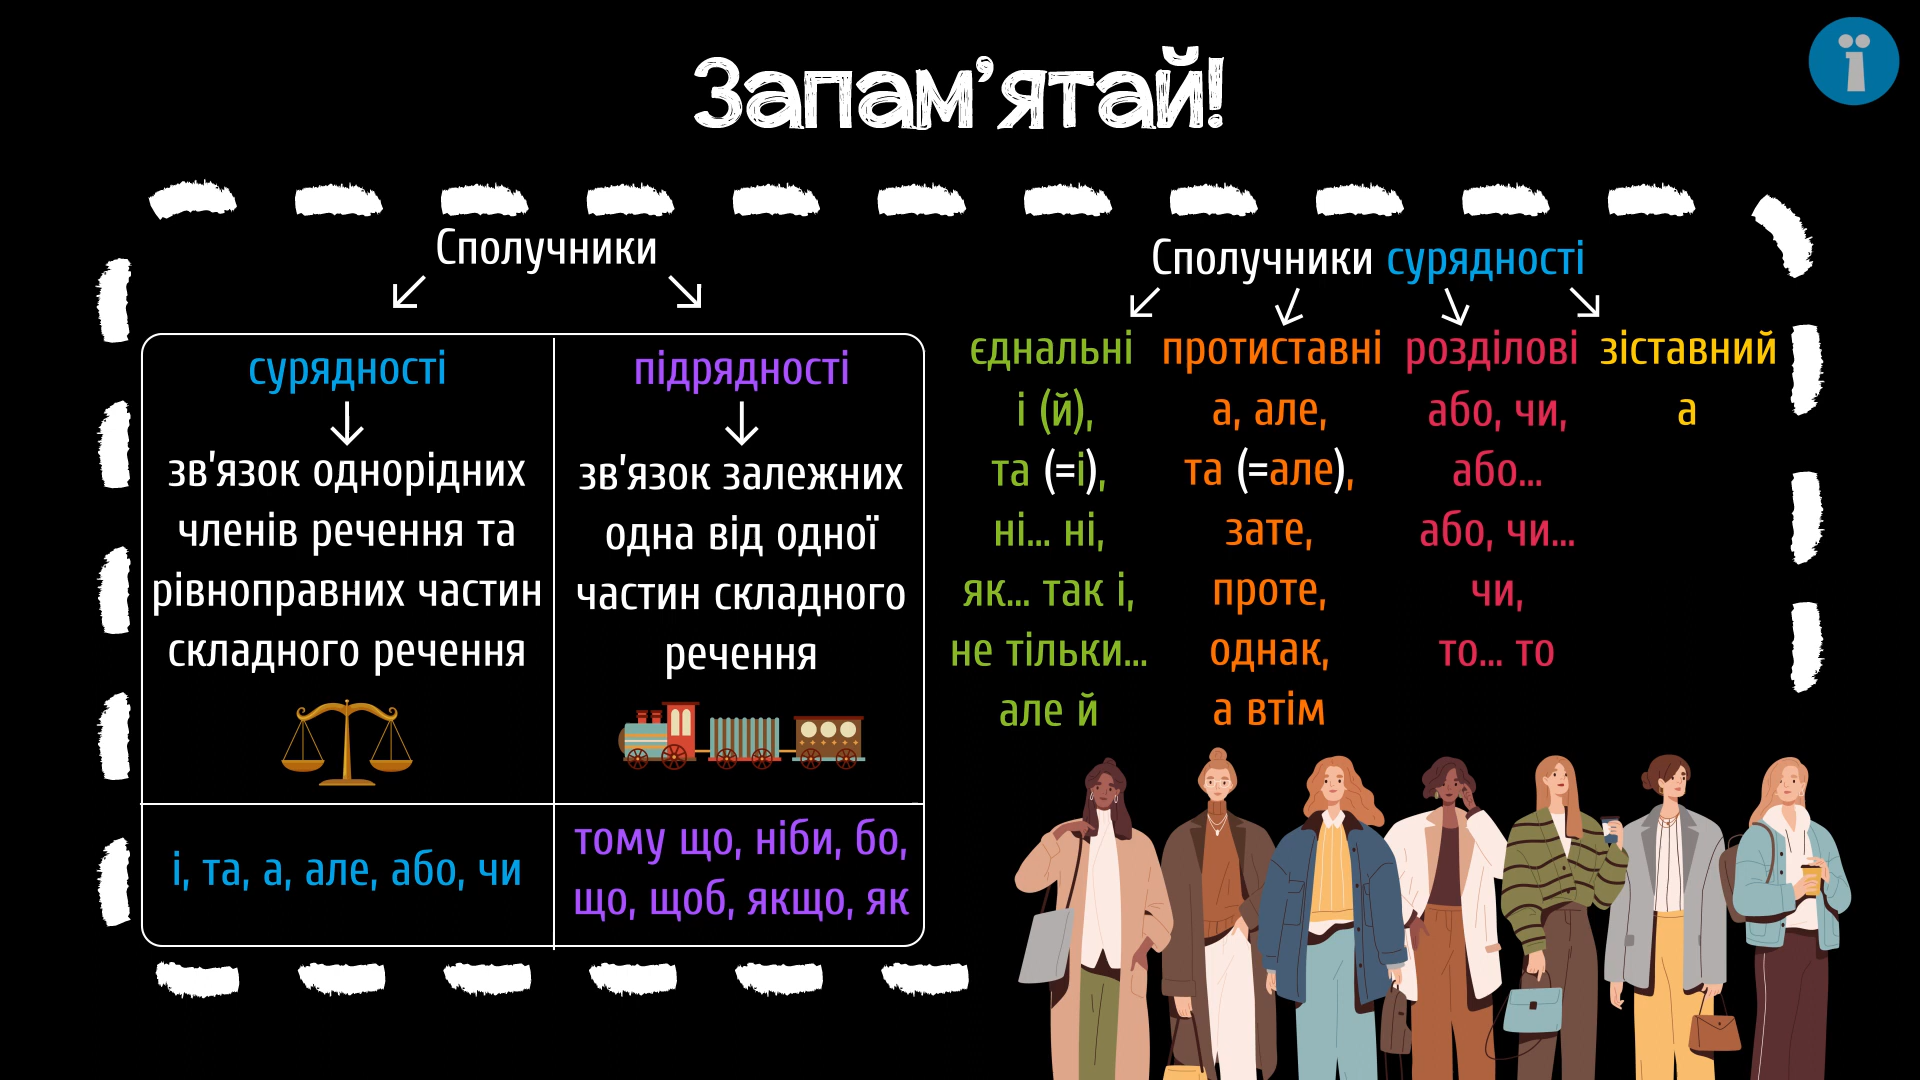 Запам’ятай!
ї
Сполучники
сурядності
зв'язок однорідних
членів речення та
рівноправних частин
складного речення
і, та, а, але, або, чи
підрядності
зв'язок залежних
одна від одної
частин складного
речення
тому що, ніби, бо,
що, щоб, якщо, як
Сполучники сурядності
єднальні
і (й),
та (=і),
ні... ні,
як... так і,
не тільки...
але й
протиставні
а, але,
та (=але),
зате,
проте,
однак,
а втім
розділові
або, чи,
або...
або, чи...
чи,
то... то
зіставний
а